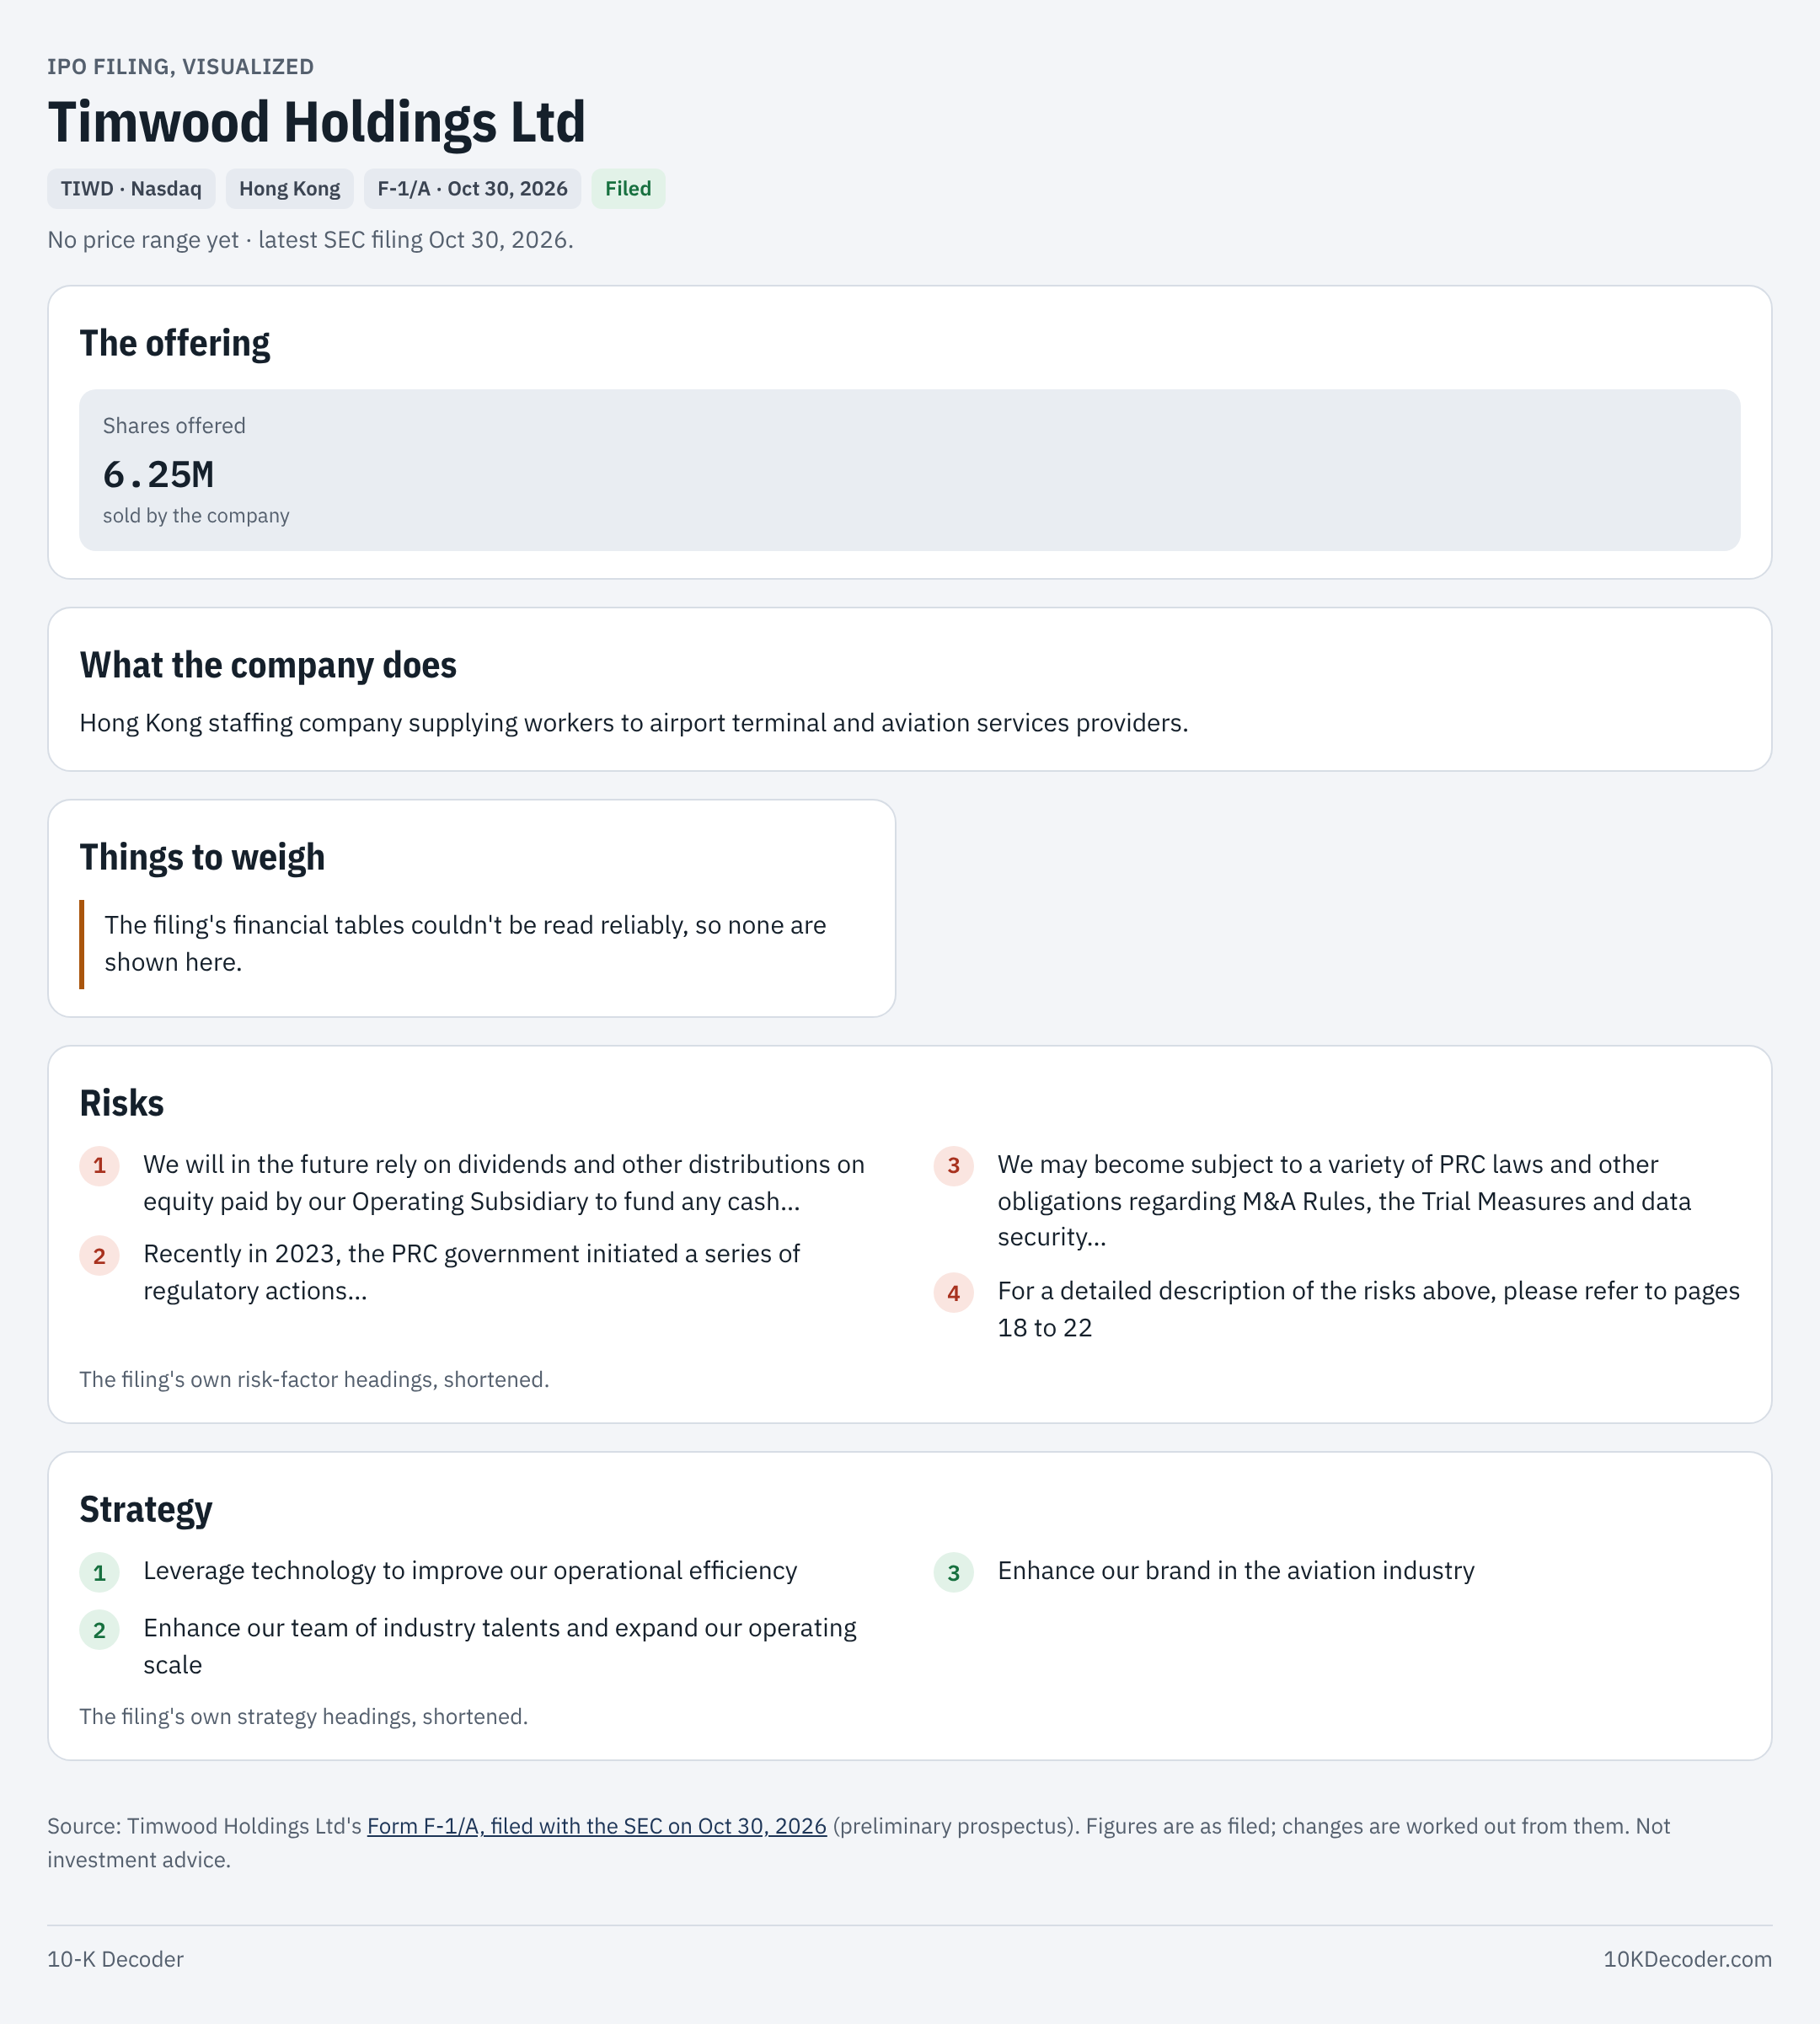 IPO FILING, VISUALIZED
Timwood Holdings Ltd
TIWD · Nasdaq
Hong Kong
F-1/A · Oct 30, 2026
Filed
No price range yet · latest SEC filing Oct 30, 2026.
The offering
Shares offered
6.25M
sold by the company
What the company does
Hong Kong staffing company supplying workers to airport terminal and aviation services providers.
Things to weigh
The filing's financial tables couldn't be read reliably, so none are
shown here.
Risks
1 We will in the future rely on dividends and other distributions on
equity paid by our Operating Subsidiary to fund any cash…
2 Recently in 2023, the PRC government initiated a series of
regulatory actions…
3 We may become subject to a variety of PRC laws and other
obligations regarding M&A Rules, the Trial Measures and data
security…
4 For a detailed description of the risks above, please refer to pages
18 to 22
The filing's own risk-factor headings, shortened.
Strategy
1 Leverage technology to improve our operational efficiency
2 Enhance our team of industry talents and expand our operating
scale
3 Enhance our brand in the aviation industry
The filing's own strategy headings, shortened.
Source: Timwood Holdings Ltd's Form F-1/A, filed with the SEC on Oct 30, 2026 (preliminary prospectus). Figures are as filed; changes are worked out from them. Not
investment advice.
10-K Decoder
10KDecoder.com